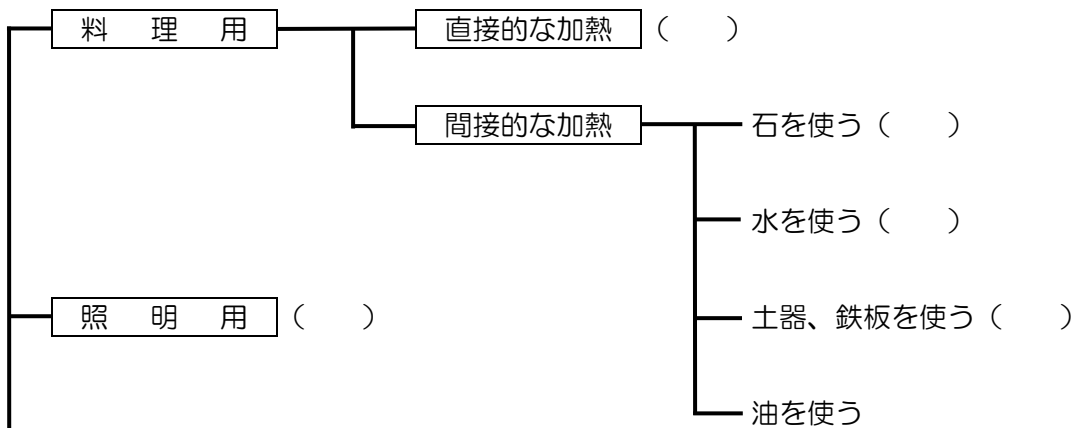 料　理　用　直接的な加熱（　　）
間接的な加熱　石を使う（　　）
水を使う（　　）
照　明　用（　　）　土器、鉄板を使う（　　）
油を使う